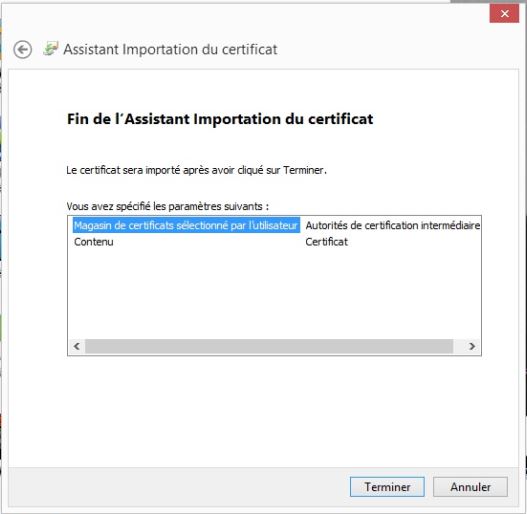 Assistant Importation du certificat
Fin de l'Assistant Importation du certificat
Le certificat sera importé après avoir cliqué sur Terminer.
Vous avez spécifié les paramètres suivants :
Magasin de certificats sélectionné par l'utilisateur Autorités de certification intermédiaire
Contenu Certificat
Terminer Annuler